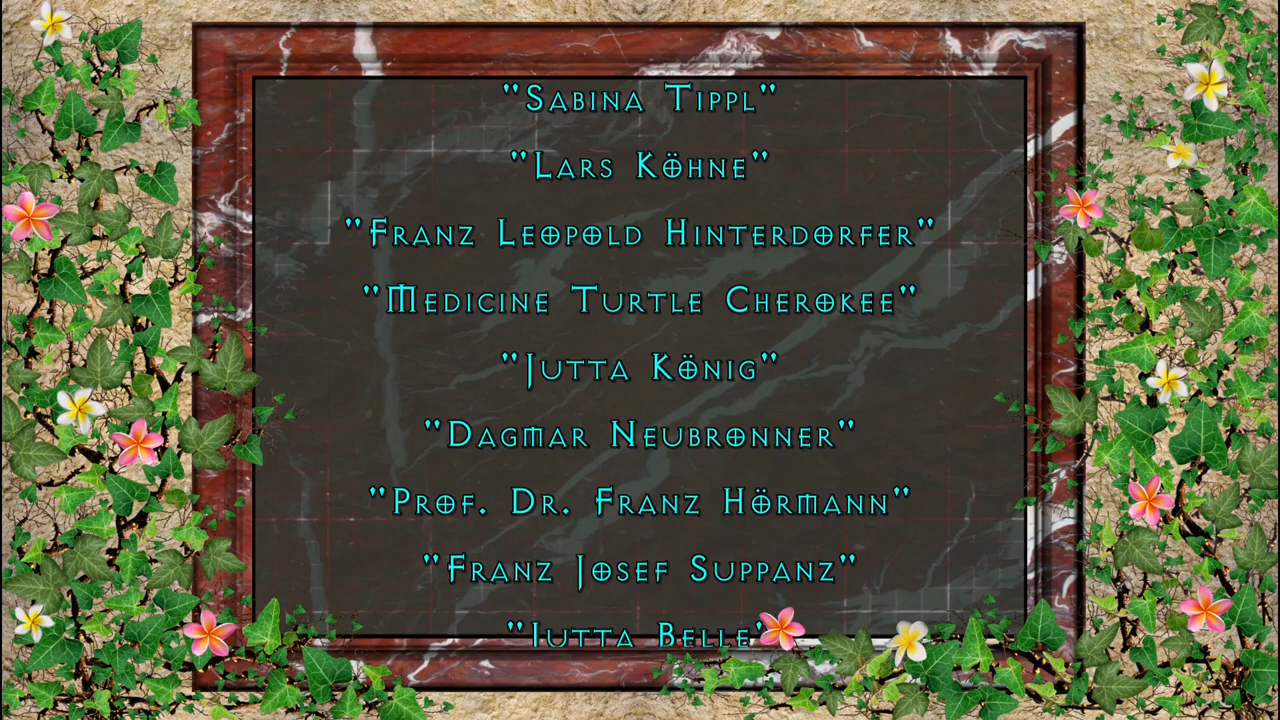 "Sabina Tippl"
"Lars Köhne"
"Franz Leopold Hinterdorfer"
"Medicine Turtle Cherokee"
"Jutta König"
"Dagmar Neubronner"
"Prof. Dr. Franz Hörmann"
"Franz Josef Suppanz"
"Jutta Belle"